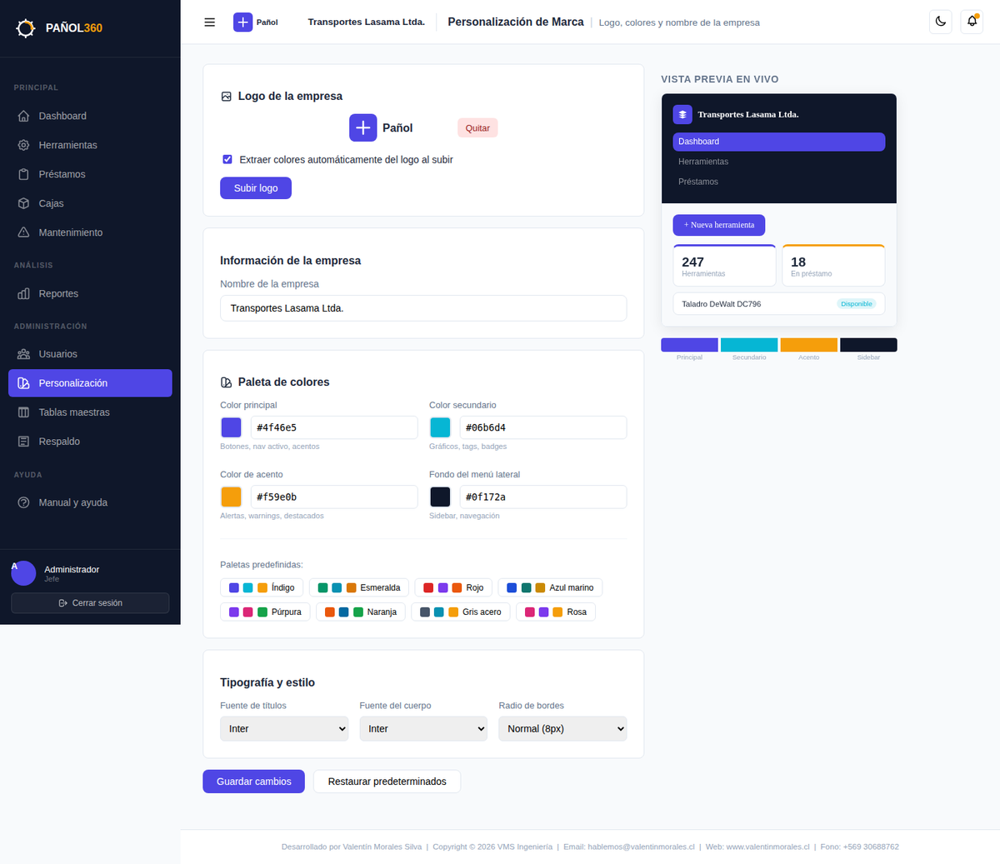 PAÑOL360
PRINCIPAL
Dashboard
Herramientas
Préstamos
Cajas
Mantenimiento
ANÁLISIS
Reportes
ADMINISTRACIÓN
Usuarios
Personalización
Tablas maestras
Respaldo
AYUDA
Manual y ayuda
A
Administrador
Jefe
Cerrar sesión
Pañol
Transportes Lasama Ltda.
Personalización de Marca | Logo, colores y nombre de la empresa
Logo de la empresa
Pañol
Quitar
Extraer colores automáticamente del logo al subir
Subir logo
Información de la empresa
Nombre de la empresa
Transportes Lasama Ltda.
Paleta de colores
Color principal
#4f46e5
Botones, nav activo, acentos
Color secundario
#06b6d4
Gráficos, tags, badges
Color de acento
#f59e0b
Alertas, warnings, destacados
Fondo del menú lateral
#0f172a
Sidebar, navegación
Paletas predefinidas:
Índigo
Esmeralda
Rojo
Azul marino
Púrpura
Naranja
Gris acero
Rosa
Tipografía y estilo
Fuente de títulos
Inter
Fuente del cuerpo
Inter
Radio de bordes
Normal (8px)
Guardar cambios
Restaurar predeterminados
VISTA PREVIA EN VIVO
Transportes Lasama Ltda.
Dashboard
Herramientas
Préstamos
+ Nueva herramienta
247
Herramientas
18
En préstamo
Taladro DeWalt DC796
Disponible
Principal
Secundario
Acento
Sidebar
Desarrollado por Valentín Morales Silva | Copyright © 2026 VMS Ingeniería | Email: hablemos@valentinmorales.cl | Web: www.valentinmorales.cl | Fono: +569 30688762